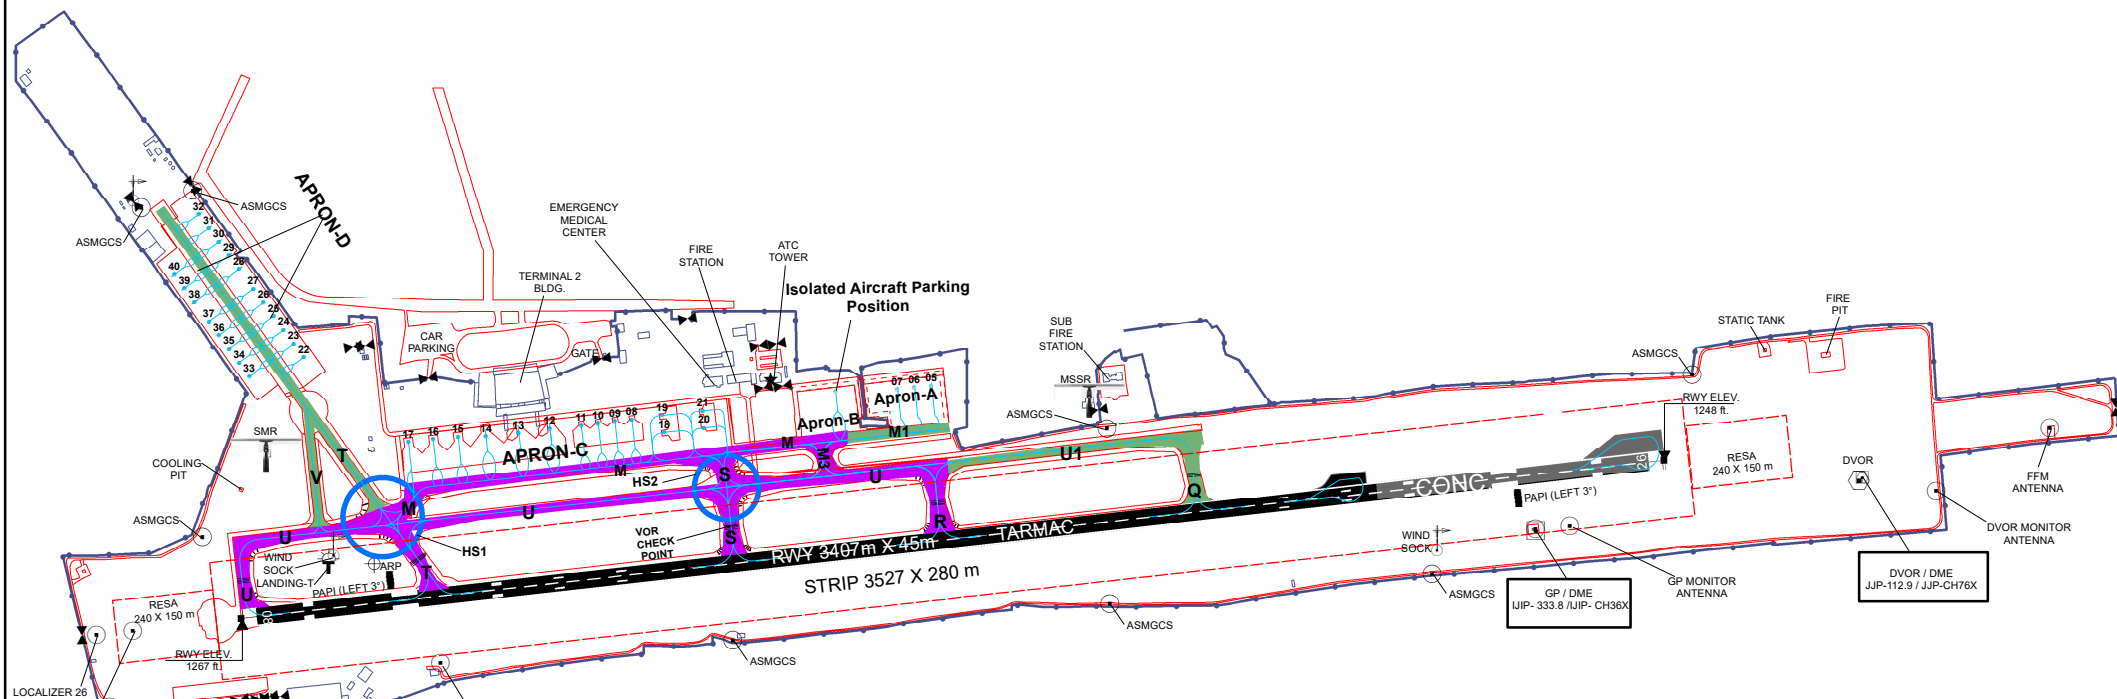 APRON-D
ASMGCS
ASMGCS
32
31
30
29
28
27
26
25
24
23
22
40
39
38
37
36
35
34
33
EMERGENCY
MEDICAL
CENTER
FIRE
STATION
ATC
TOWER
TERMINAL 2
BLDG.
Isolated Aircraft Parking
Position
CAR
PARKING
GATE
SUB
FIRE
STATION
MSSR
ASMGCS
STATIC TANK
FIRE
PIT
ASMGCS
RWY ELEV.
1248 ft.
07
06
05
Apron-A
Apron-B
M1
21
20
19
18
17
16
15
14
13
12
11
10
09
08
APRON-C
M
M
M
M3
SMR
COOLING
PIT
ASMGCS
V
T
U
U
U
U
U1
HS1
HS2
S
S
R
Q
T
VOR
CHECK
POINT
WIND
SOCK
LANDING-T
ARP
PAPI (LEFT 3°)
RWY 3407m X 45m
TARMAC
CONC
26
STRIP 3527 X 280 m
PAPI (LEFT 3°)
RESA
240 X 150 m
DVOR
FFM
ANTENNA
DVOR MONITOR
ANTENNA
WIND
SOCK
ASMGCS
GP MONITOR
ANTENNA
GP / DME
IJIP- 333.8 /IJIP- CH36X
DVOR / DME
JJP-112.9 / JJP-CH76X
RESA
240 X 150 m
RWY ELEV.
1267 ft.
LOCALIZER 26
ASMGCS
ASMGCS